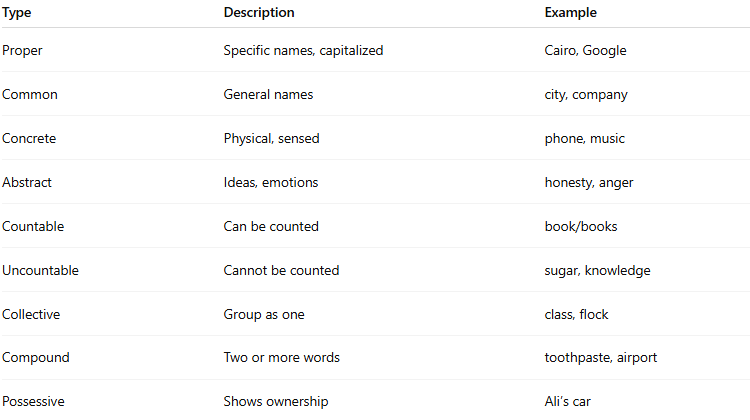 Type Description Example
Proper Specific names, capitalized Cairo, Google
Common General names city, company
Concrete Physical, sensed phone, music
Abstract Ideas, emotions honesty, anger
Countable Can be counted book/books
Uncountable Cannot be counted sugar, knowledge
Collective Group as one class, flock
Compound Two or more words toothpaste, airport
Possessive Shows ownership Ali’s car